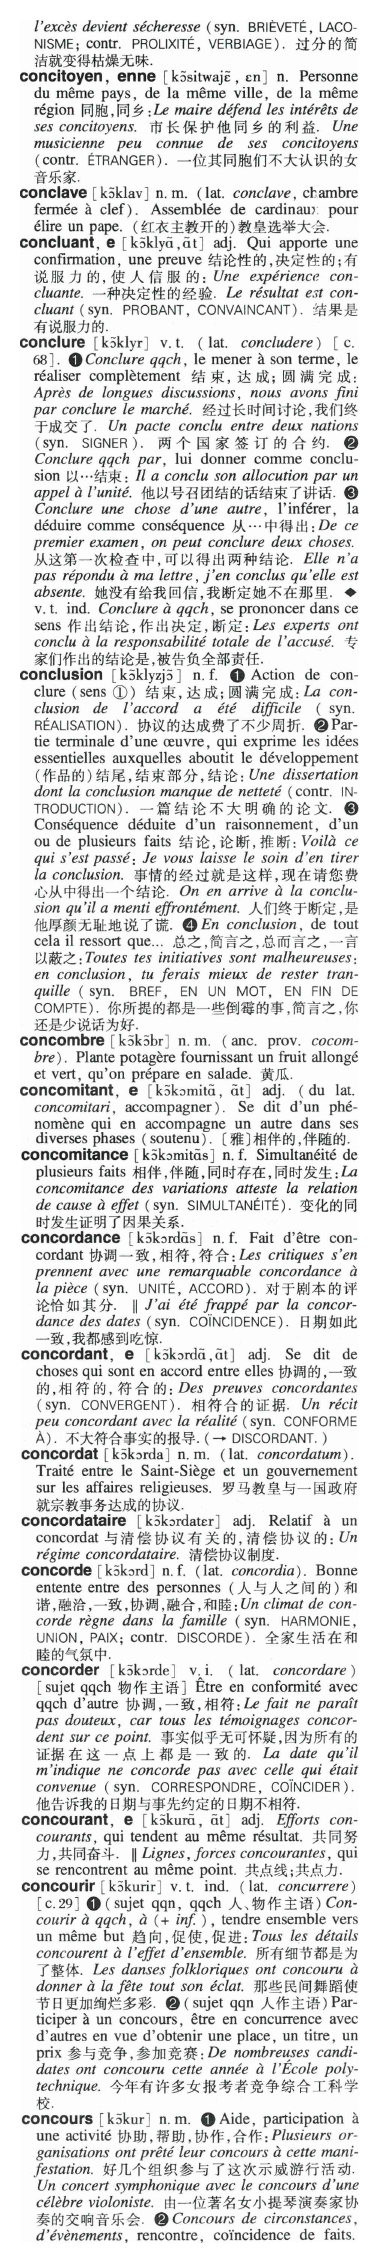 l'excès devient sécheresse (syn. BRIÈVETÉ, LACO-
NISME; contr. PROLIXITÉ, VERBIAGE). 过分的简
洁就变得枯燥无味.
concitoyen, enne [kɔ̃sitwajɛ̃, ɛn] n. Personne
du même pays, de la même ville, de la même
région 同胞,同乡:Le maire défend les intérêts de
ses concitoyens. 市长保护他同乡的利益. Une
musicienne peu connue de ses concitoyens
(contr. ÉTRANGER). 一位其同胞们不大认识的女
音乐家.
conclave [kɔ̃klav] n. m. (lat. conclave, chambre
fermée à clef). Assemblée de cardinaux pour
élire un pape. (红衣主教开的)教皇选举大会.
concluant, e [kɔ̃klyɑ̃, ɑ̃t] adj. Qui apporte une
confirmation, une preuve 结论性的,决定性的;有
说服力的,使人信服的: Une expérience con-
cluante. 一种决定性的经验. Le résultat est con-
cluant (syn. PROBANT, CONVAINCANT). 结果是
有说服力的.
conclure [kɔ̃klyr] v. t. ( lat. concludere) [ c.
68]. ❶ Conclure qqch, le mener à son terme, le
réaliser complètement 结束,达成;圆满完成:
Après de longues discussions, nous avons fini
par conclure le marché. 经过长时间讨论,我们终
于成交了. Un pacte conclu entre deux nations
(syn. SIGNER). 两个国家签订的合约. ❷
Conclure qqch par, lui donner comme conclu-
sion 以…结束: Il a conclu son allocution par un
appel à l'unité. 他以号召团结的话结束了讲话. ❸
Conclure une chose d'une autre, l'inférer, la
déduire comme conséquence 从…中得出:De ce
premier examen, on peut conclure deux choses.
从这第一次检查中,可以得出两种结论. Elle n'a
pas répondu à ma lettre, j'en conclus qu'elle est
absente. 她没有给我回信,我断定她不在那里. ◆
v. t. ind. Conclure à qqch, se prononcer dans ce
sens 作出结论,作出决定,断定:Les experts ont
conclu à la responsabilité totale de l'accusé. 专
家们作出的结论是,被告负全部责任.
conclusion [kɔ̃klyzjɔ̃] n. f. ❶ Action de con-
clure (sens ①) 结束,达成;圆满完成: La con-
clusion de l'accord a été difficile ( syn.
RÉALISATION). 协议的达成费了不少周折. ❷ Par-
tie terminale d'une œuvre, qui exprime les idées
essentielles auxquelles aboutit le développement
(作品的)结尾,结束部分,结论: Une dissertation
dont la conclusion manque de netteté (contr. IN-
TRODUCTION). 一篇结论不大明确的论文. ❸
Conséquence déduite d'un raisonnement, d'un
ou de plusieurs faits 结论,论断,推断:Voilà ce
qui s'est passé: Je vous laisse le soin d'en tirer
la conclusion. 事情的经过就是这样,现在请您费
心从中得出一个结论. On en arrive à la conclu-
sion qu'il a menti effrontément. 人们终于断定,是
他厚颜无耻地说了谎. ❹ En conclusion, de tout
cela il ressort que... 总之,简言之,总而言之,一言
以蔽之:Toutes tes initiatives sont malheureuses:
en conclusion, tu ferais mieux de rester tran-
quille ( syn. BREF, EN UN MOT, EN FIN DE
COMPTE). 你所提的都是一些倒霉的事,简言之,你
还是少说话为好.
concombre [kɔ̃kɔ̃br] n. m. (anc. prov. cocom-
bre). Plante potagère fournissant un fruit allongé
et vert, qu'on prépare en salade. 黄瓜.
concomitant, e [kɔ̃kɔmitɑ̃, ɑ̃t] adj. ( du lat.
concomitari, accompagner). Se dit d'un phé-
nomène qui en accompagne un autre dans ses
diverses phases (soutenu). [雅]相伴的,伴随的.
concomitance [kɔ̃kɔmitɑ̃s] n. f. Simultanéité de
plusieurs faits 相伴,伴随,同时存在,同时发生:La
concomitance des variations atteste la relation
de cause à effet (syn. SIMULTANÉITÉ). 变化的同
时发生证明了因果关系.
concordance [kɔ̃kɔrdɑ̃s] n. f. Fait d'être con-
cordant 协调一致,相符,符合: Les critiques s'en
prennent avec une remarquable concordance à
la pièce (syn. UNITÉ, ACCORD). 对于剧本的评
论恰如其分. ‖ J'ai été frappé par la concor-
dance des dates (syn. COÏNCIDENCE). 日期如此
一致,我都感到吃惊.
concordant, e [kɔ̃kɔrdɑ̃, ɑ̃t] adj. Se dit de
choses qui sont en accord entre elles 协调的,一致
的,相符的,符合的: Des preuves concordantes
(syn. CONVERGENT). 相符合的证据. Un récit
peu concordant avec la réalité (syn. CONFORME
À). 不大符合事实的报导. (→ DISCORDANT. )
concordat [kɔ̃kɔrda] n. m. (lat. concordatum).
Traité entre le Saint-Siège et un gouvernement
sur les affaires religieuses. 罗马教皇与一国政府
就宗教事务达成的协议.
concordataire [kɔ̃kɔrdatɛr] adj. Relatif à un
concordat 与清偿协议有关的,清偿协议的: Un
régime concordataire. 清偿协议制度.
concorde [kɔ̃kɔrd] n. f. (lat. concordia). Bonne
entente entre des personnes (人与人之间的)和
谐,融洽,一致,协调,融合,和睦:Un climat de con-
corde règne dans la famille (syn. HARMONIE,
UNION, PAIX; contr. DISCORDE). 全家生活在和
睦的气氛中.
concorder [kɔ̃kɔrde] v. i. ( lat. concordare)
[sujet qqch 物作主语] Être en conformité avec
qqch d'autre 协调,一致,相符: Le fait ne paraît
pas douteux, car tous les témoignages concor-
dent sur ce point. 事实似乎无可怀疑,因为所有的
证据在这一点上都是一致的. La date qu'il
m'indique ne concorde pas avec celle qui était
convenue (syn. CORRESPONDRE, COÏNCIDER).
他告诉我的日期与事先约定的日期不相符.
concourant, e [kɔ̃kurɑ̃, ɑ̃t] adj. Efforts con-
courants, qui tendent au même résultat. 共同努
力,共同奋斗. ‖ Lignes, forces concourantes, qui
se rencontrent au même point. 共点线;共点力.
concourir [kɔ̃kurir] v. t. ind. (lat. concurrere)
[c. 29] ❶ (sujet qqn, qqch 人、物作主语) Con-
courir à qqch, à (+ inf.), tendre ensemble vers
un même but 趋向,促使,促进: Tous les détails
concourent à l'effet d'ensemble. 所有细节都是为
了整体. Les danses folkloriques ont concouru à
donner à la fête tout son éclat. 那些民间舞蹈使
节日更加绚烂多彩. ❷ (sujet qqn 人作主语) Par-
ticiper à un concours, être en concurrence avec
d'autres en vue d'obtenir une place, un titre, un
prix 参与竞争,参加竞赛: De nombreuses candi-
dates ont concouru cette année à l'École poly-
technique. 今年有许多女报考者竞争综合工科学
校.
concours [kɔ̃kur] n. m. ❶ Aide, participation à
une activité 协助,帮助,协作,合作:Plusieurs or-
ganisations ont prêté leur concours à cette mani-
festation. 好几个组织参与了这次示威游行活动.
Un concert symphonique avec le concours d'une
célèbre violoniste. 由一位著名女小提琴演奏家协
奏的交响音乐会. ❷ Concours de circonstances,
d'évènements, rencontre, coïncidence de faits.